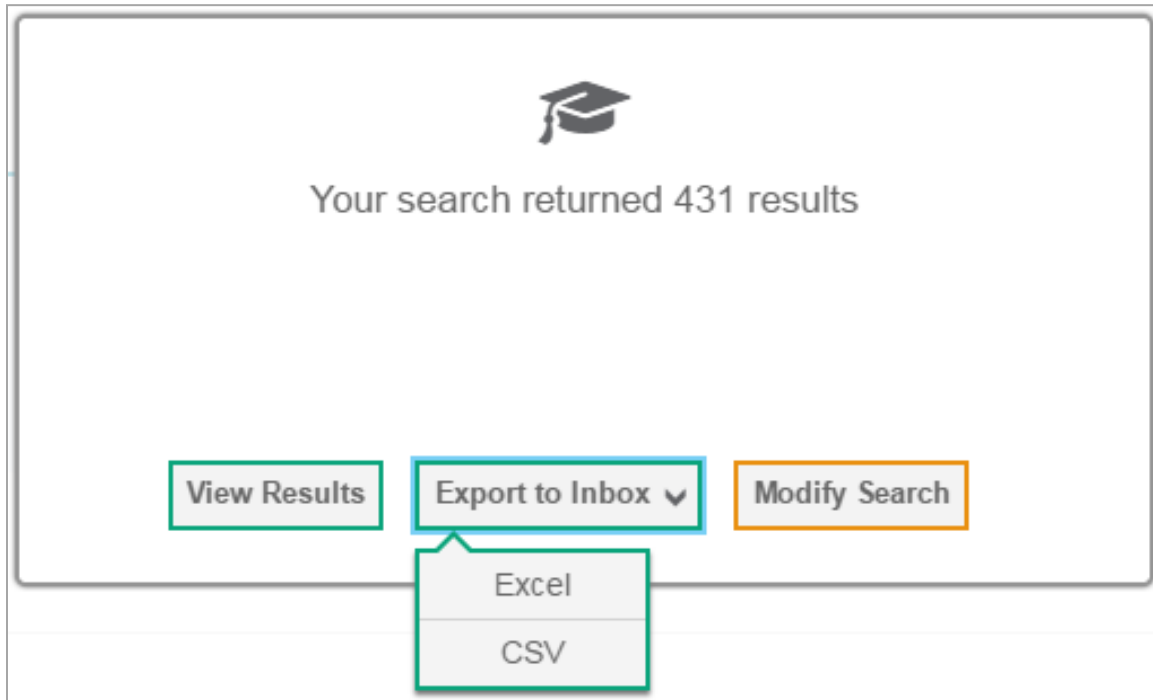 Your search returned 431 results
View Results
Export to Inbox
Modify Search
Excel
CSV